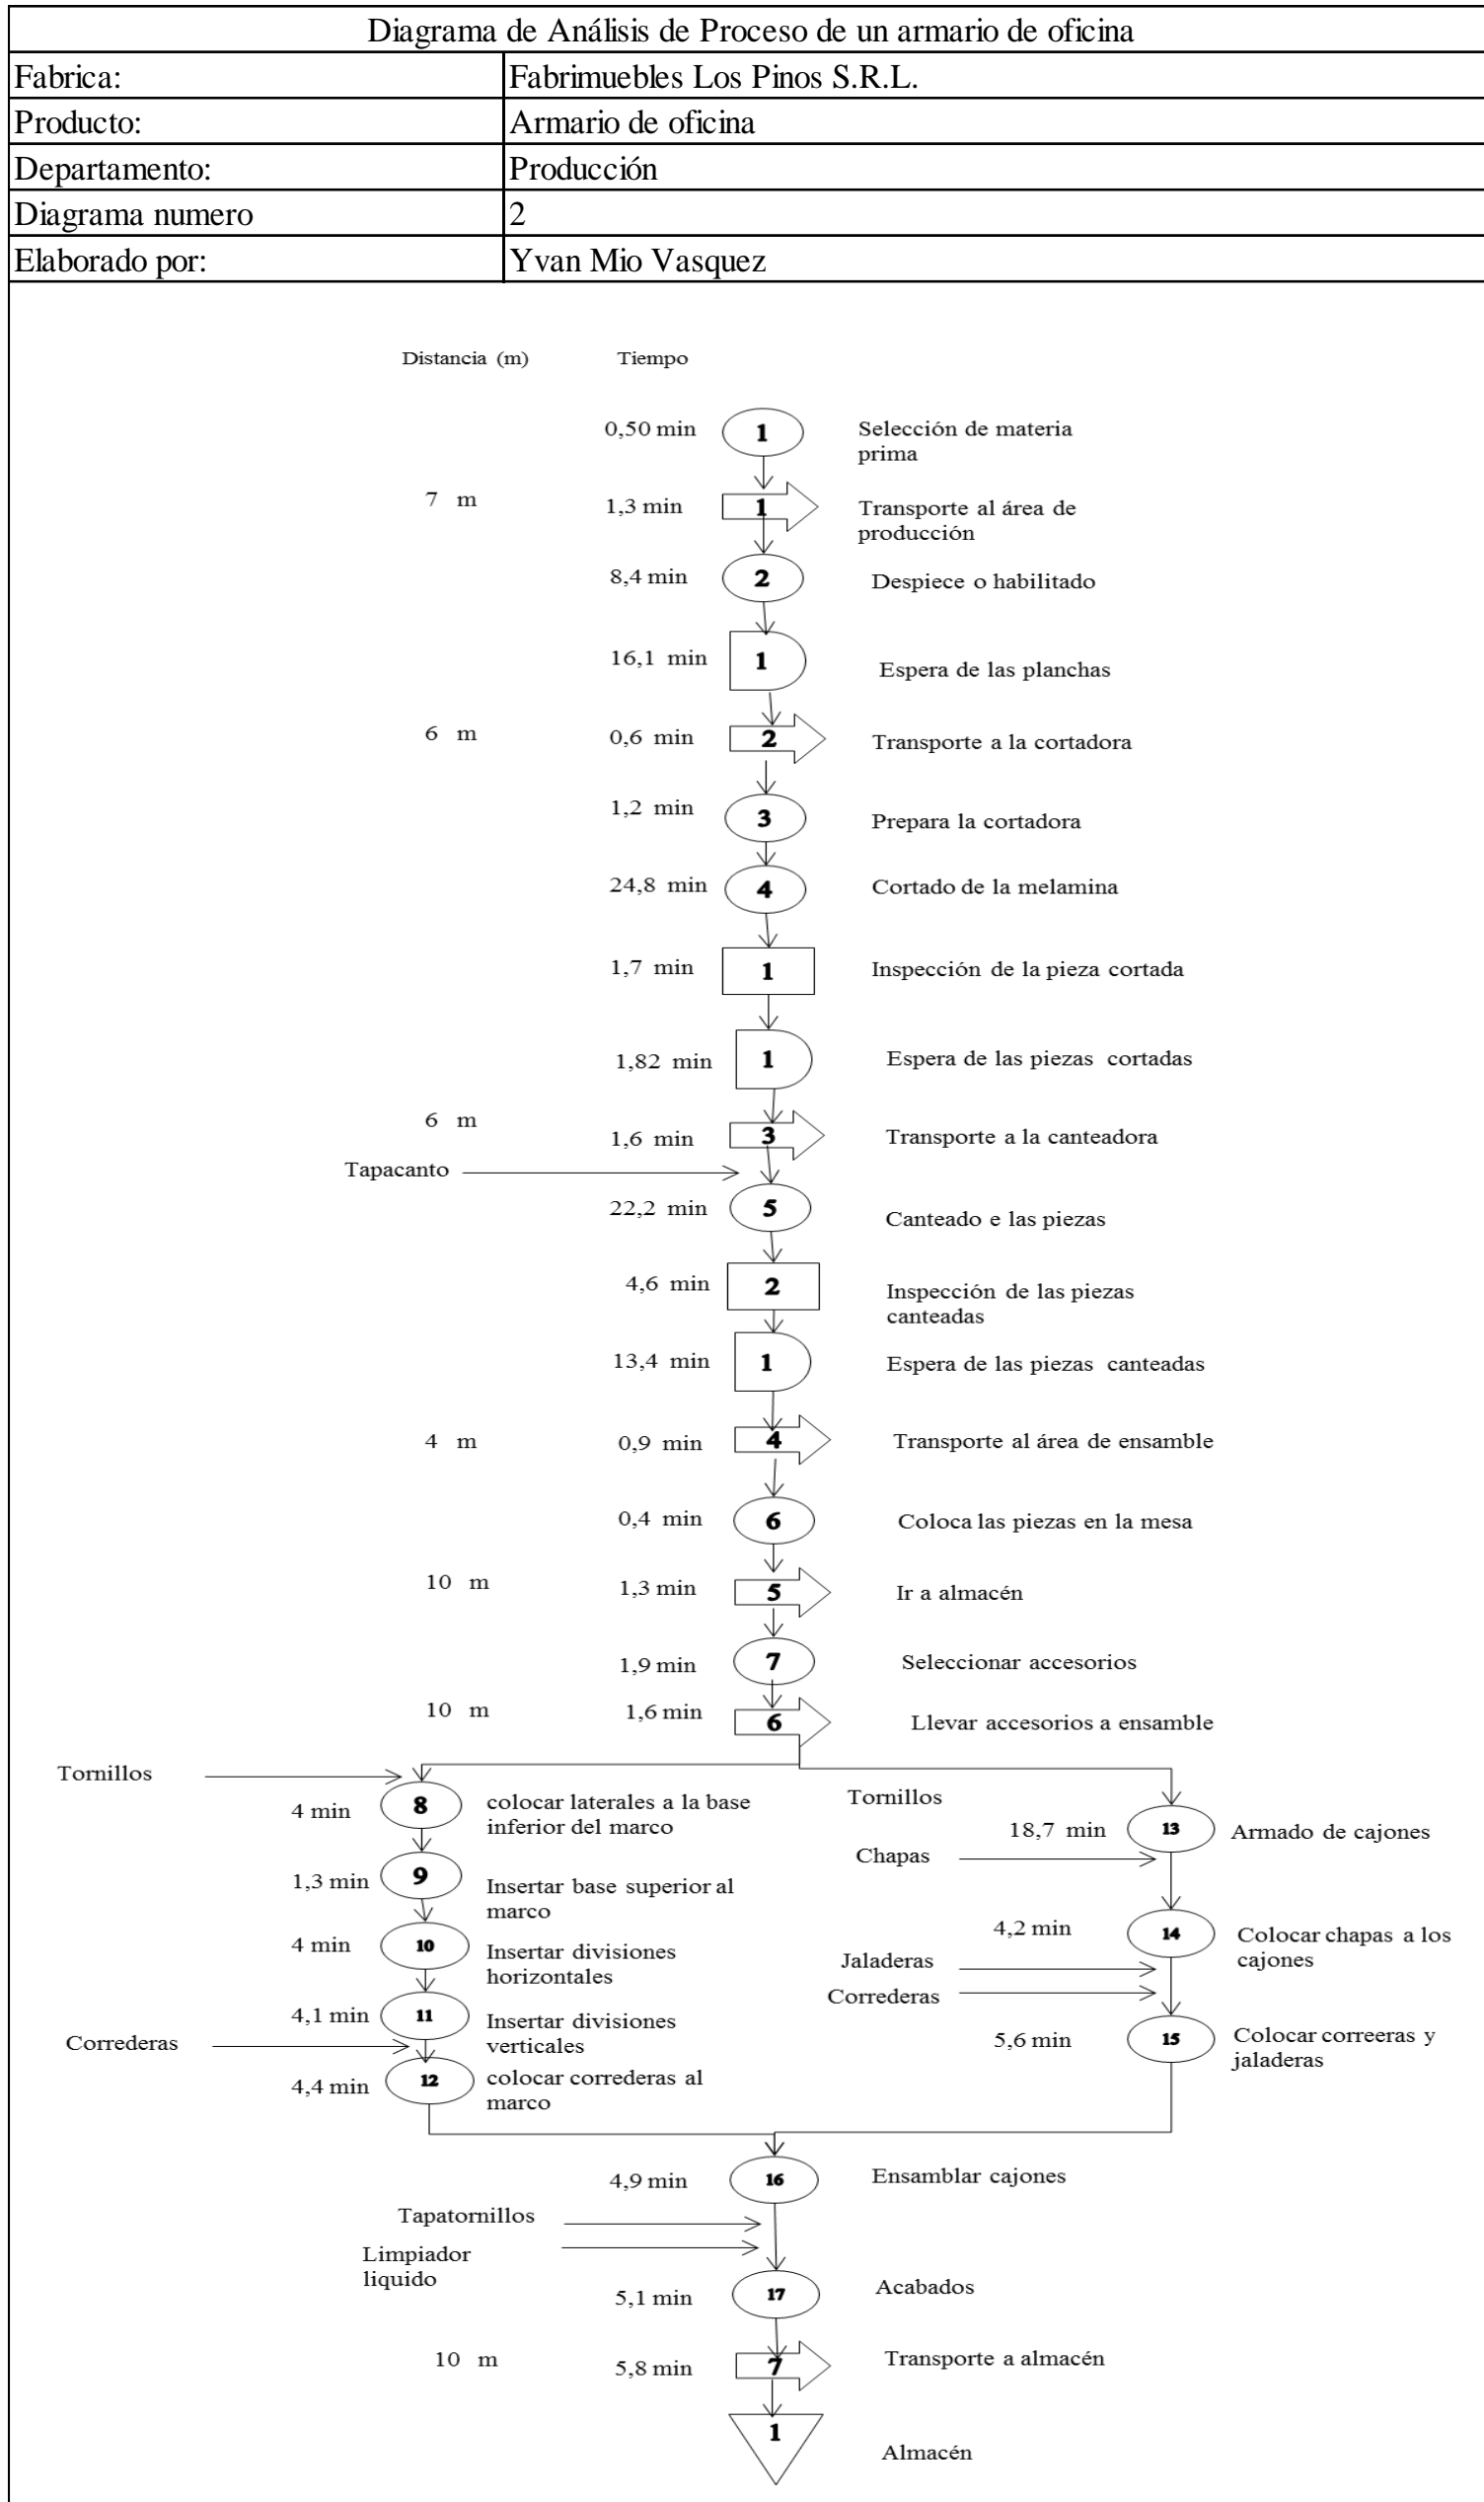 Diagrama de Análisis de Proceso de un armario de oficina
Fabrica: Fabrimuebles Los Pinos S.R.L.
Producto: Armario de oficina
Departamento: Producción
Diagrama numero 2
Elaborado por: Yvan Mio Vasquez
Distancia (m) Tiempo
0,50 min 1 Selección de materia
prima
7 m 1,3 min 1 Transporte al área de
producción
8,4 min 2 Despiece o habilitado
16,1 min 1 Espera de las planchas
6 m 0,6 min 2 Transporte a la cortadora
1,2 min 3 Prepara la cortadora
24,8 min 4 Cortado de la melamina
1,7 min 1 Inspección de la pieza cortada
1,82 min 1 Espera de las piezas cortadas
6 m 1,6 min 3 Transporte a la canteadora
Tapacanto
22,2 min 5 Canteado e las piezas
4,6 min 2 Inspección de las piezas
canteadas
13,4 min 1 Espera de las piezas canteadas
4 m 0,9 min 4 Transporte al área de ensamble
0,4 min 6 Coloca las piezas en la mesa
10 m 1,3 min 5 Ir a almacén
1,9 min 7 Seleccionar accesorios
10 m 1,6 min 6 Llevar accesorios a ensamble
Tornillos
4 min 8 colocar laterales a la base
inferior del marco
1,3 min 9 Insertar base superior al
marco
4 min 10 Insertar divisiones
horizontales
4,1 min 11 Insertar divisiones
verticales
Correderas
4,4 min 12 colocar correderas al
marco
Tornillos
18,7 min 13 Armado de cajones
Chapas
4,2 min 14 Colocar chapas a los
cajones
Jaladeras
Correderas
5,6 min 15 Colocar correeras y
jaladeras
4,9 min 16 Ensamblar cajones
Tapatornillos
Limpiador
liquido
5,1 min 17 Acabados
10 m 5,8 min 7 Transporte a almacén
1 Almacén